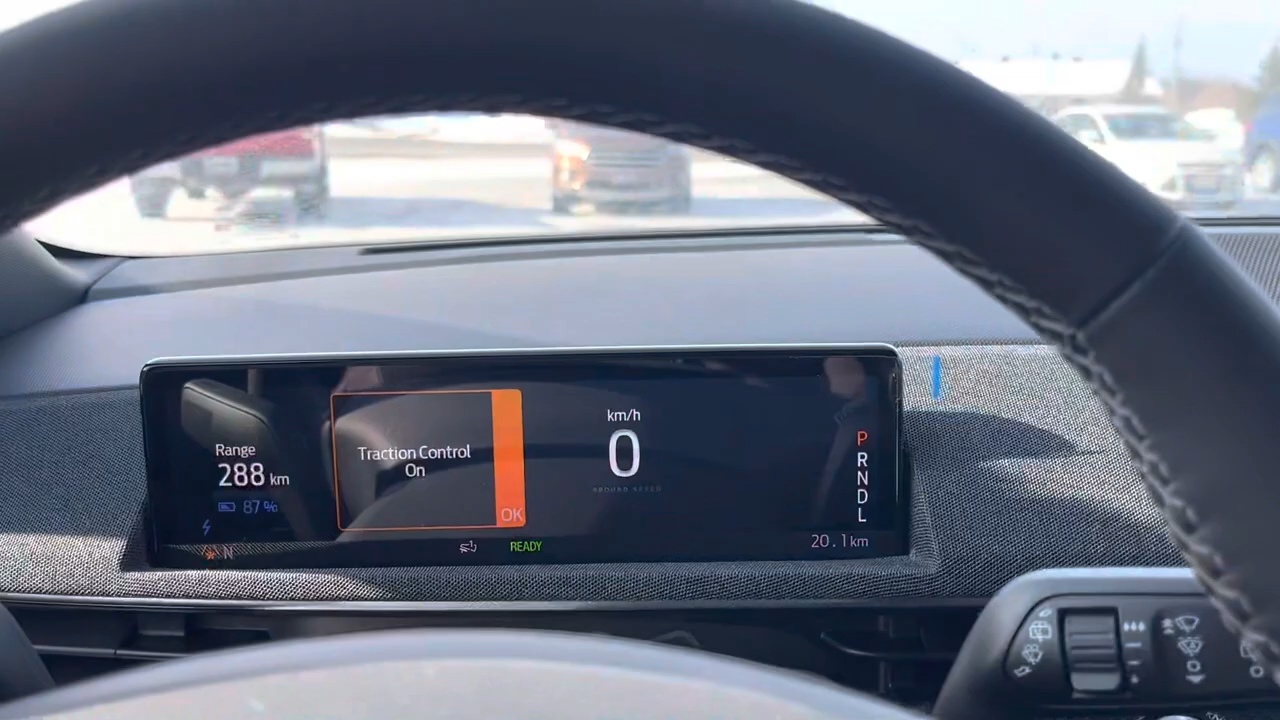 Range
288 km
87 %
N
Traction Control
On
OK
km/h
0
READY
P
R
N
D
L
20.1 km